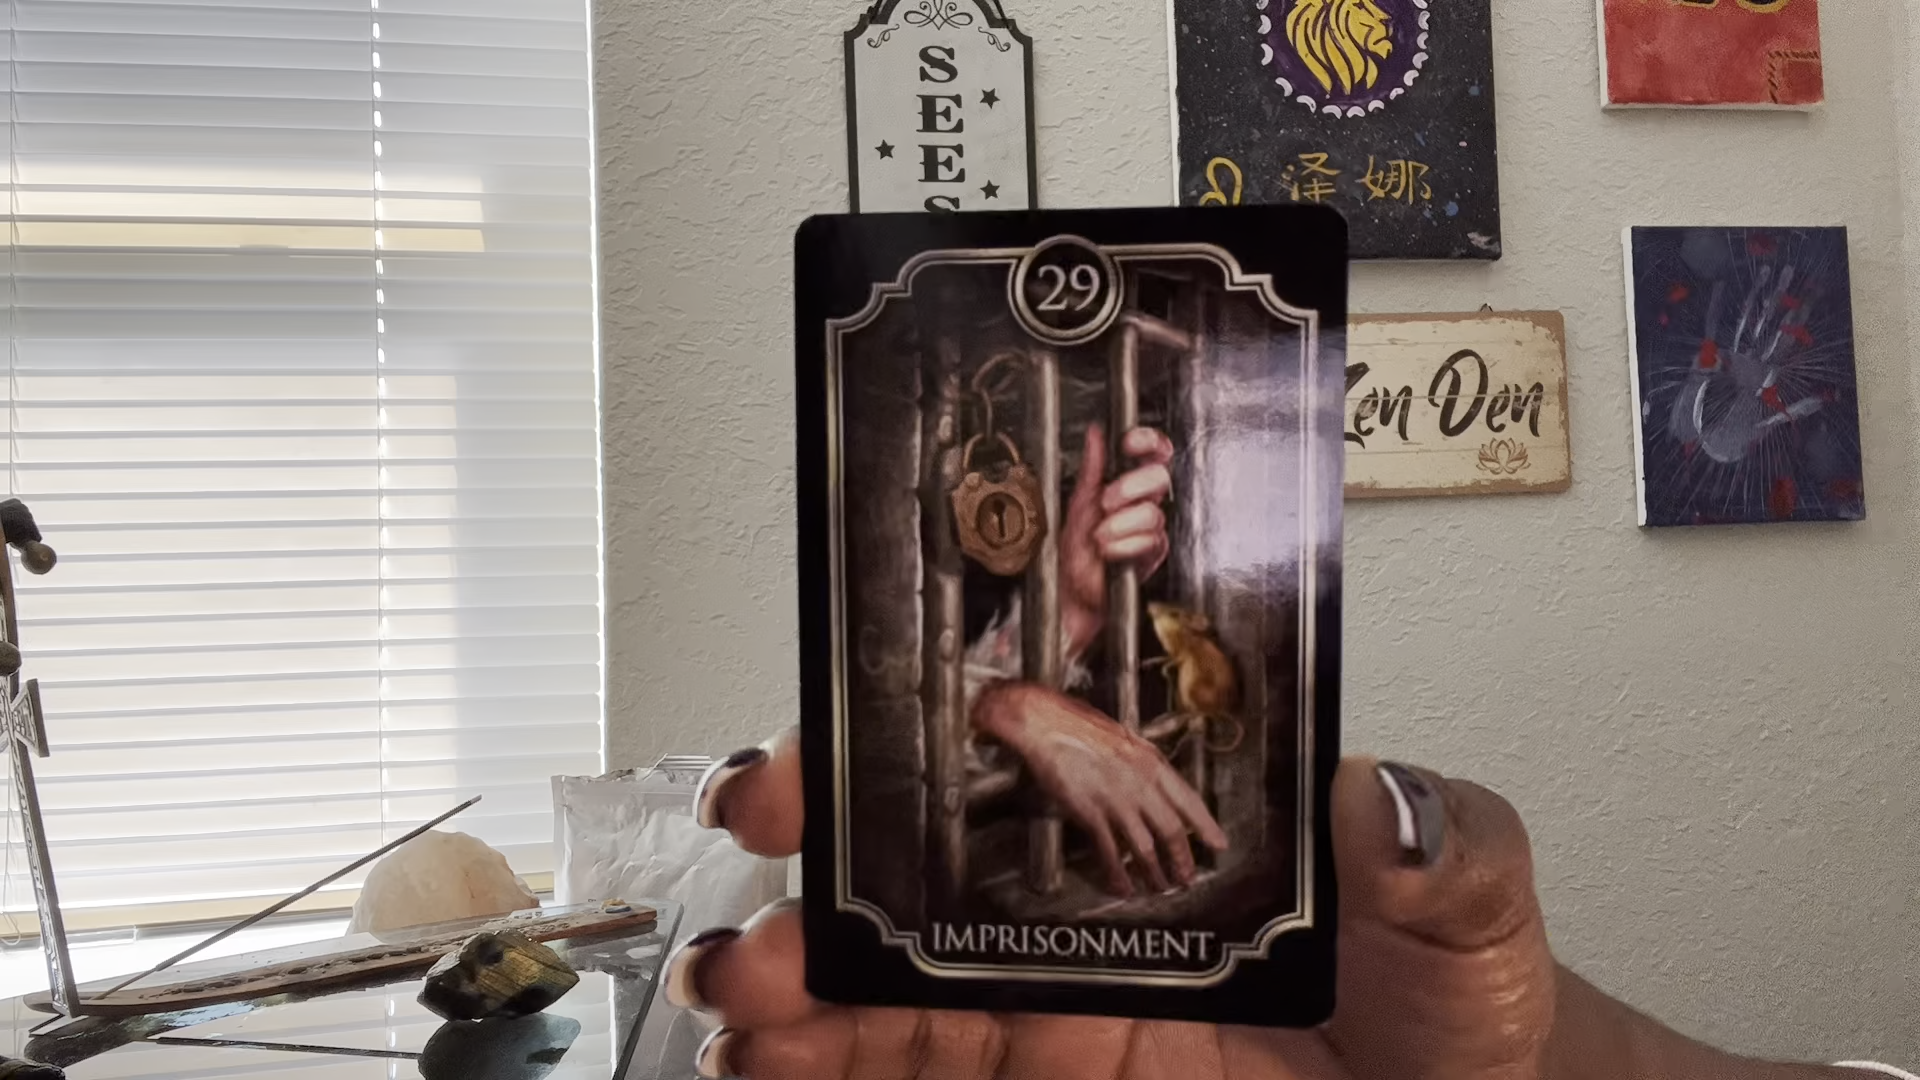 SEES
泽娜
29
Zen Den
IMPRISONMENT